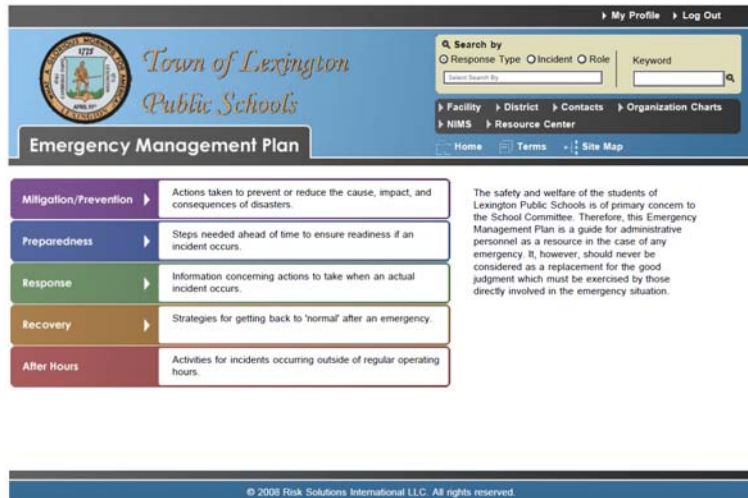 My Profile Log Out
1775
WHAT A GLORIOUS MORNING FOR AMERICA
APRIL 19TH
LEXINGTON
Town of Lexington
Public Schools
Search by
Response Type Incident Role
Keyword
Select Search By
Facility District Contacts Organization Charts
NIMS Resource Center
Emergency Management Plan
Home Terms Site Map
Mitigation/Prevention
Actions taken to prevent or reduce the cause, impact, and
consequences of disasters.
Preparedness
Steps needed ahead of time to ensure readiness if an
incident occurs.
Response
Information concerning actions to take when an actual
incident occurs.
Recovery
Strategies for getting back to 'normal' after an emergency.
After Hours
Activities for incidents occurring outside of regular operating
hours.
The safety and welfare of the students of
Lexington Public Schools is of primary concern to
the School Committee. Therefore, this Emergency
Management Plan is a guide for administrative
personnel as a resource in the case of any
emergency. It, however, should never be
considered as a replacement for the good
judgment which must be exercised by those
directly involved in the emergency situation.
© 2008 Risk Solutions International LLC. All rights reserved.